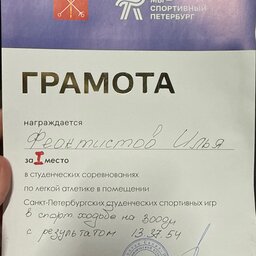 МЫ -
СПОРТИВНЫЙ
ПЕТЕРБУРГ
ГРАМОТА
награждается
Феоктистов Илья
за I место
в студенческих соревнованиях
по легкой атлетике в помещении
Санкт-Петербургских студенческих спортивных игр
в спорт. ходьбе на 3000м
с результатом 13.37.54